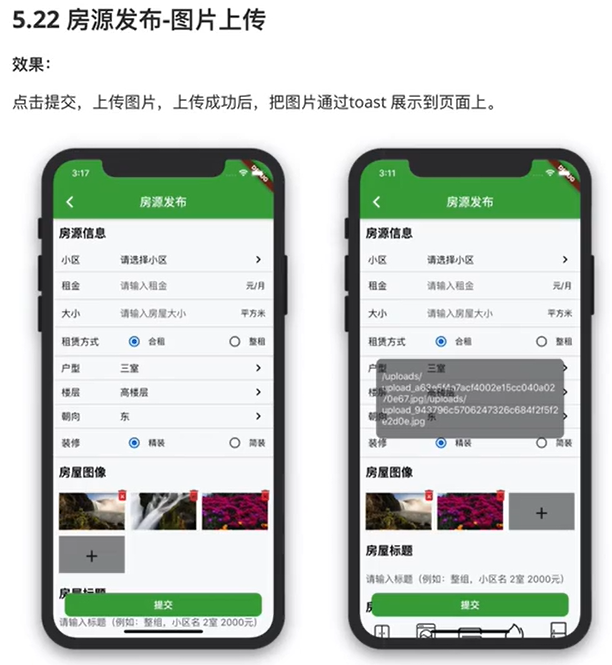 5.22 房源发布-图片上传
效果：
点击提交，上传图片，上传成功后，把图片通过toast 展示到页面上。
3:17
房源发布
房源信息
小区 请选择小区
租金 请输入租金 元/月
大小 请输入房屋大小 平方米
租赁方式 合租 整租
户型 三室
楼层 高楼层
朝向 东
装修 精装 简装
房屋图像
+
房屋标题
提交
请输入标题（例如：整组，小区名 2室 2000元）
3:11
房源发布
房源信息
小区 请选择小区
租金 请输入租金 元/月
大小 请输入房屋大小 平方米
租赁方式 合租 整租
户型 三室
/uploads/
楼层
朝向 东
upload_943796c5706247326c684f2f5f2
e2d0e.jpg
装修 精装 简装
房屋图像
+
房屋标题
请输入标题（例如：整组，小区名 2室 2000元）
提交